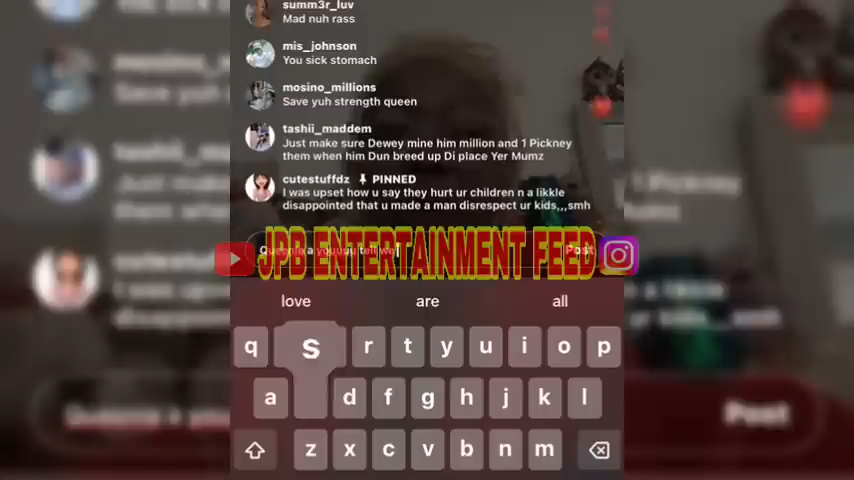 summ3r_luv
Mad nuh rass
mis_johnson
You sick stomach
mosino_millions
Save yuh strength queen
tashii_maddem
Just make sure Dewey mine him million and 1 Pickney
them when him Dun breed up Di place Yer Mumz
cutestuffdz PINNED
I was upset how u say they hurt ur children n a likkle
disappointed that u made a man disrespect ur kids,,,smh
Post
JPB ENTERTAINMENT FEED
love are all
q S r t y u i o p
a d f g h j k l
z x c v b n m
Post